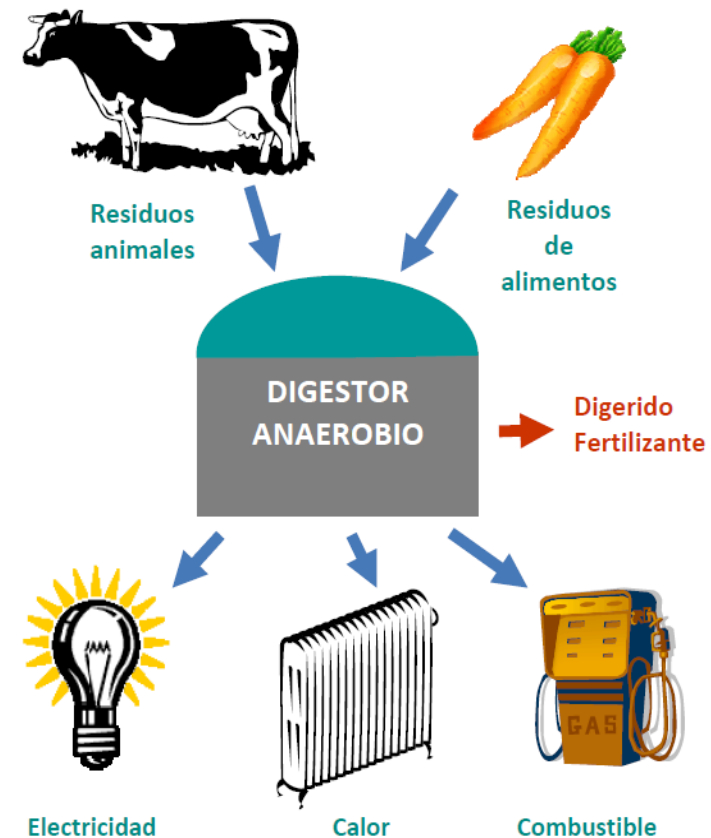 Residuos
animales
Residuos
de
alimentos
DIGESTOR
ANAEROBIO
Digerido
Fertilizante
GAS
Electricidad
Calor
Combustible